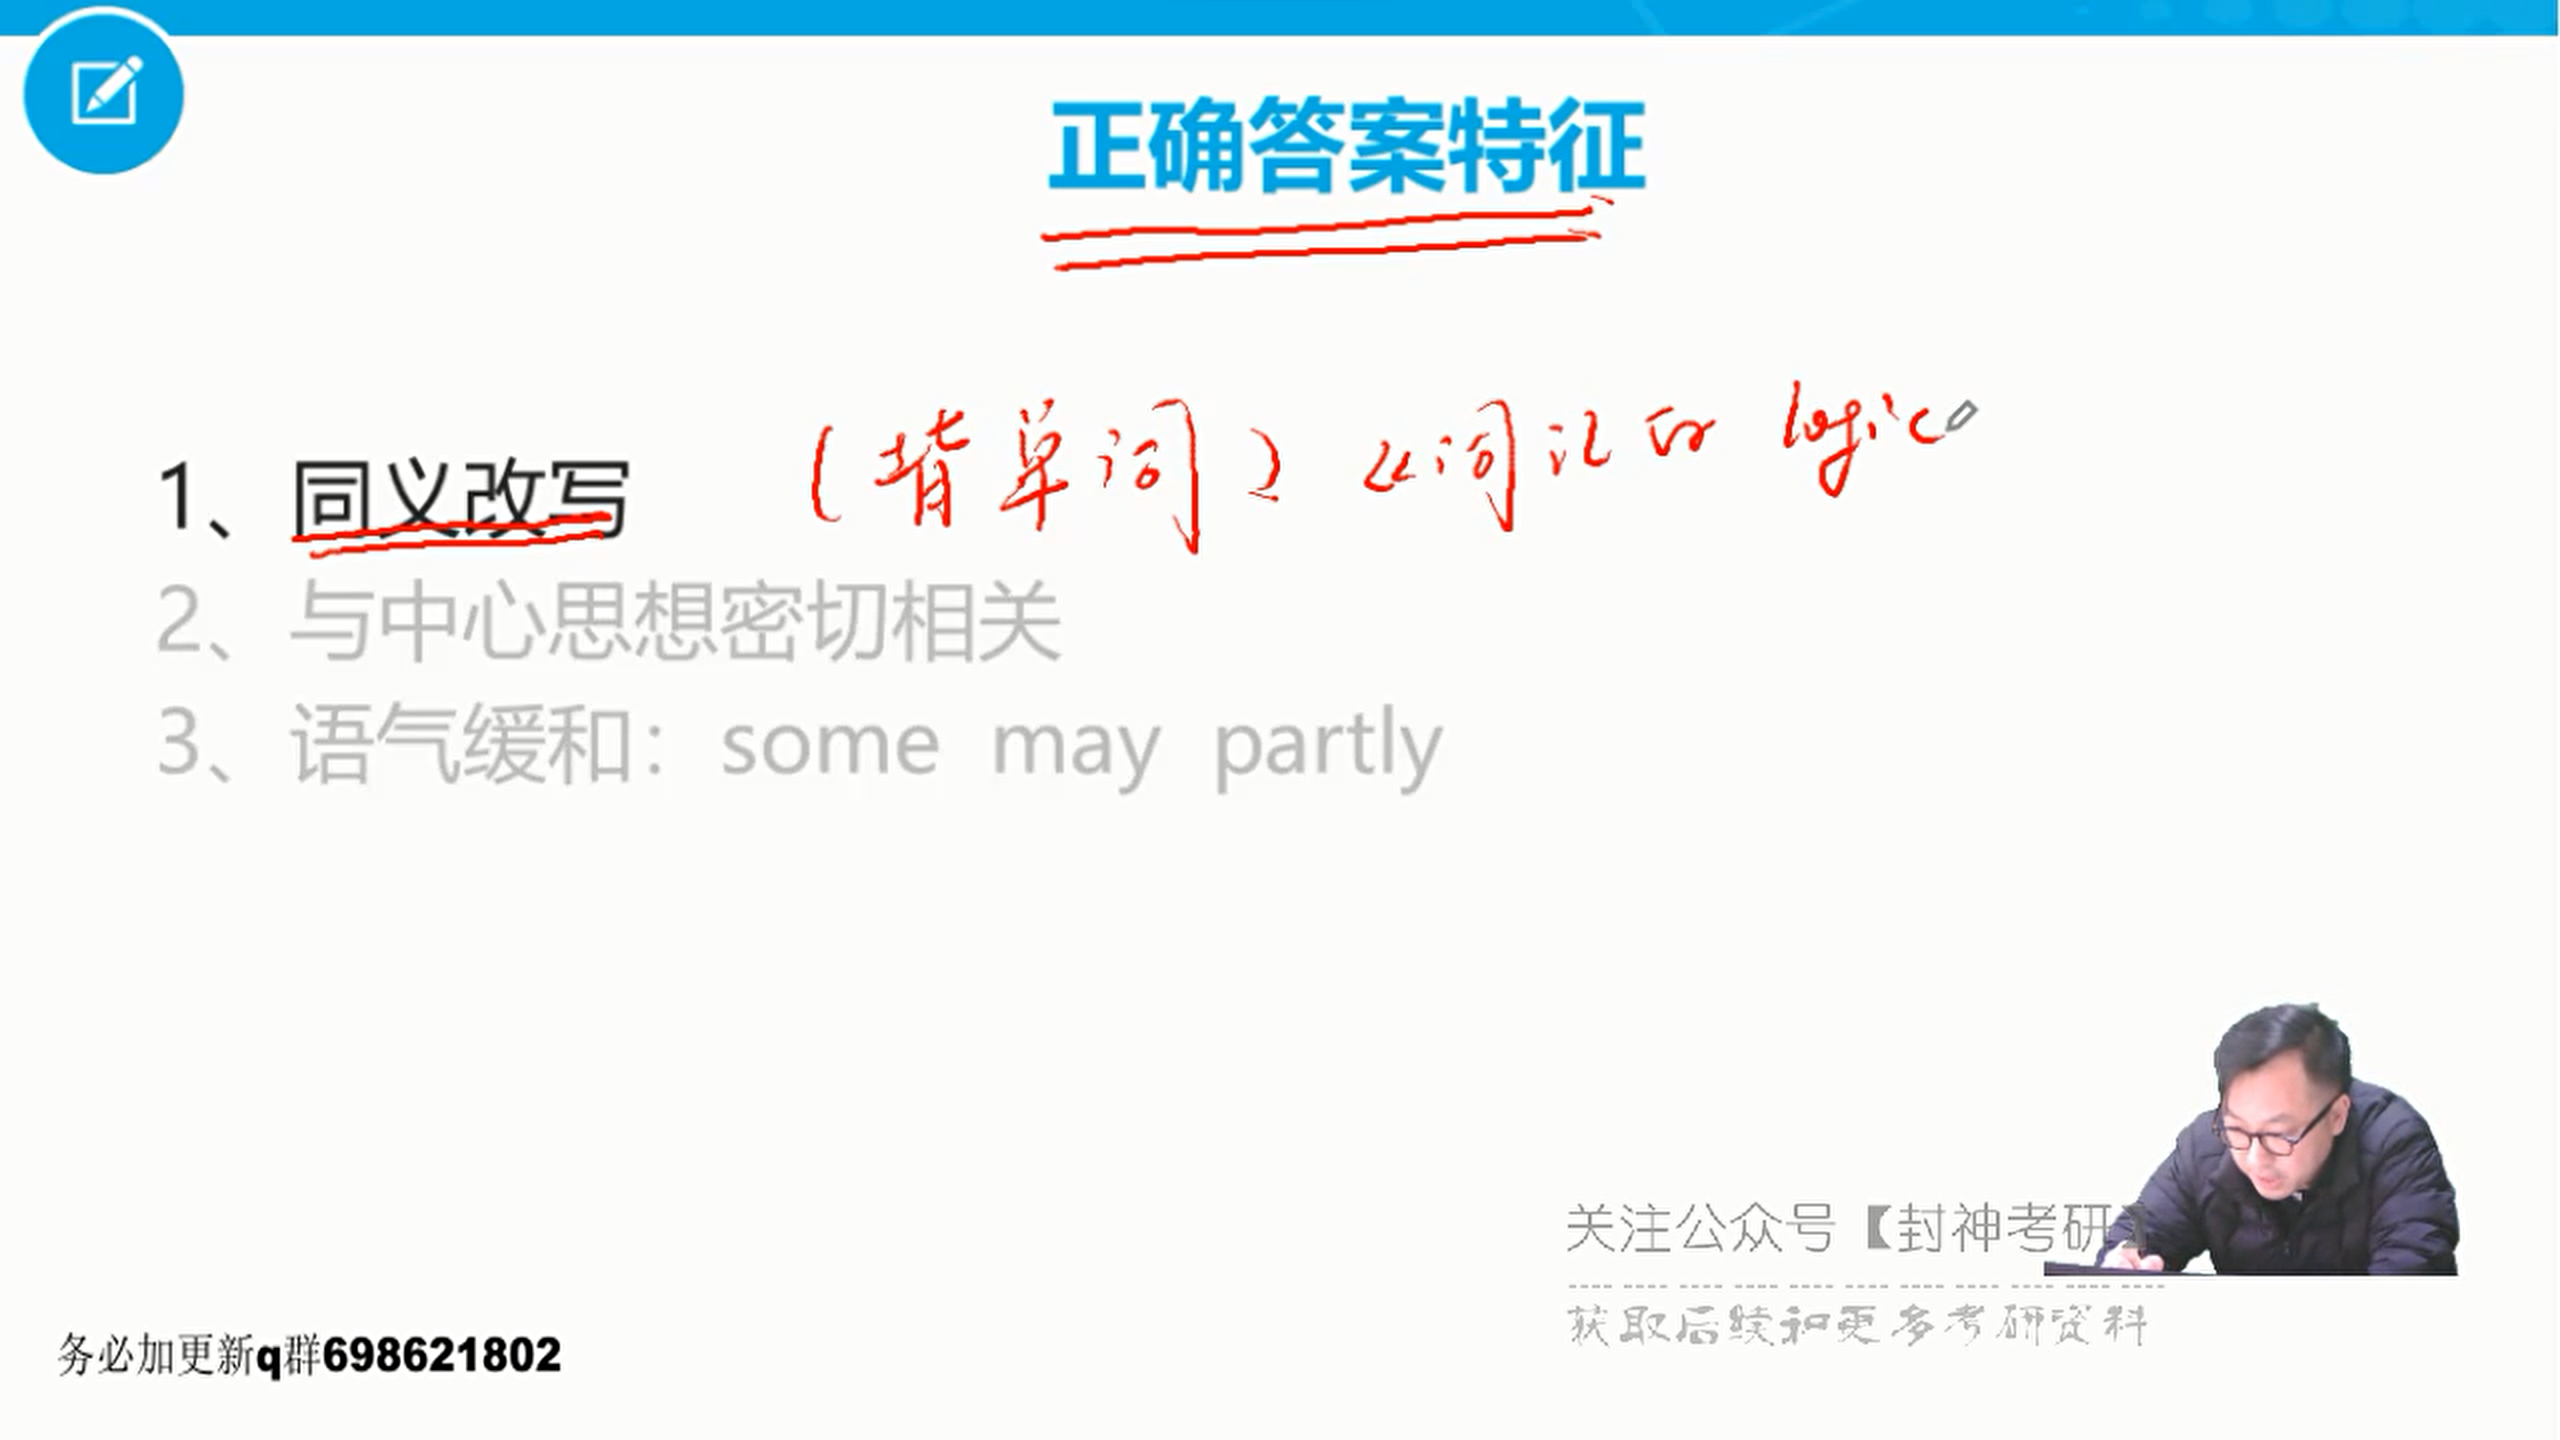 正确答案特征
(背单词) 词汇 or logic
1、同义改写
2、与中心思想密切相关
3、语气缓和：some may partly
关注公众号【封神考研】
获取后续和更多考研资料
务必加更新q群698621802